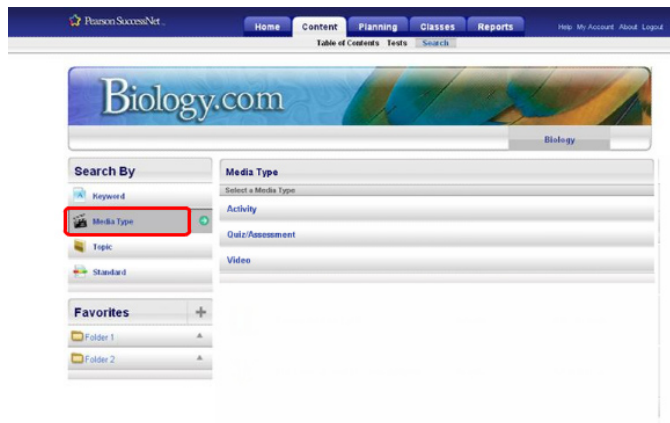 Pearson SuccessNet
Home Content Planning Classes Reports Help My Account About Logout
Table of Contents Tests Search
Biology.com
Biology
Search By
Keyword
Media Type
Topic
Standard
Favorites
Folder 1
Folder 2
Media Type
Select a Media Type
Activity
Quiz/Assessment
Video